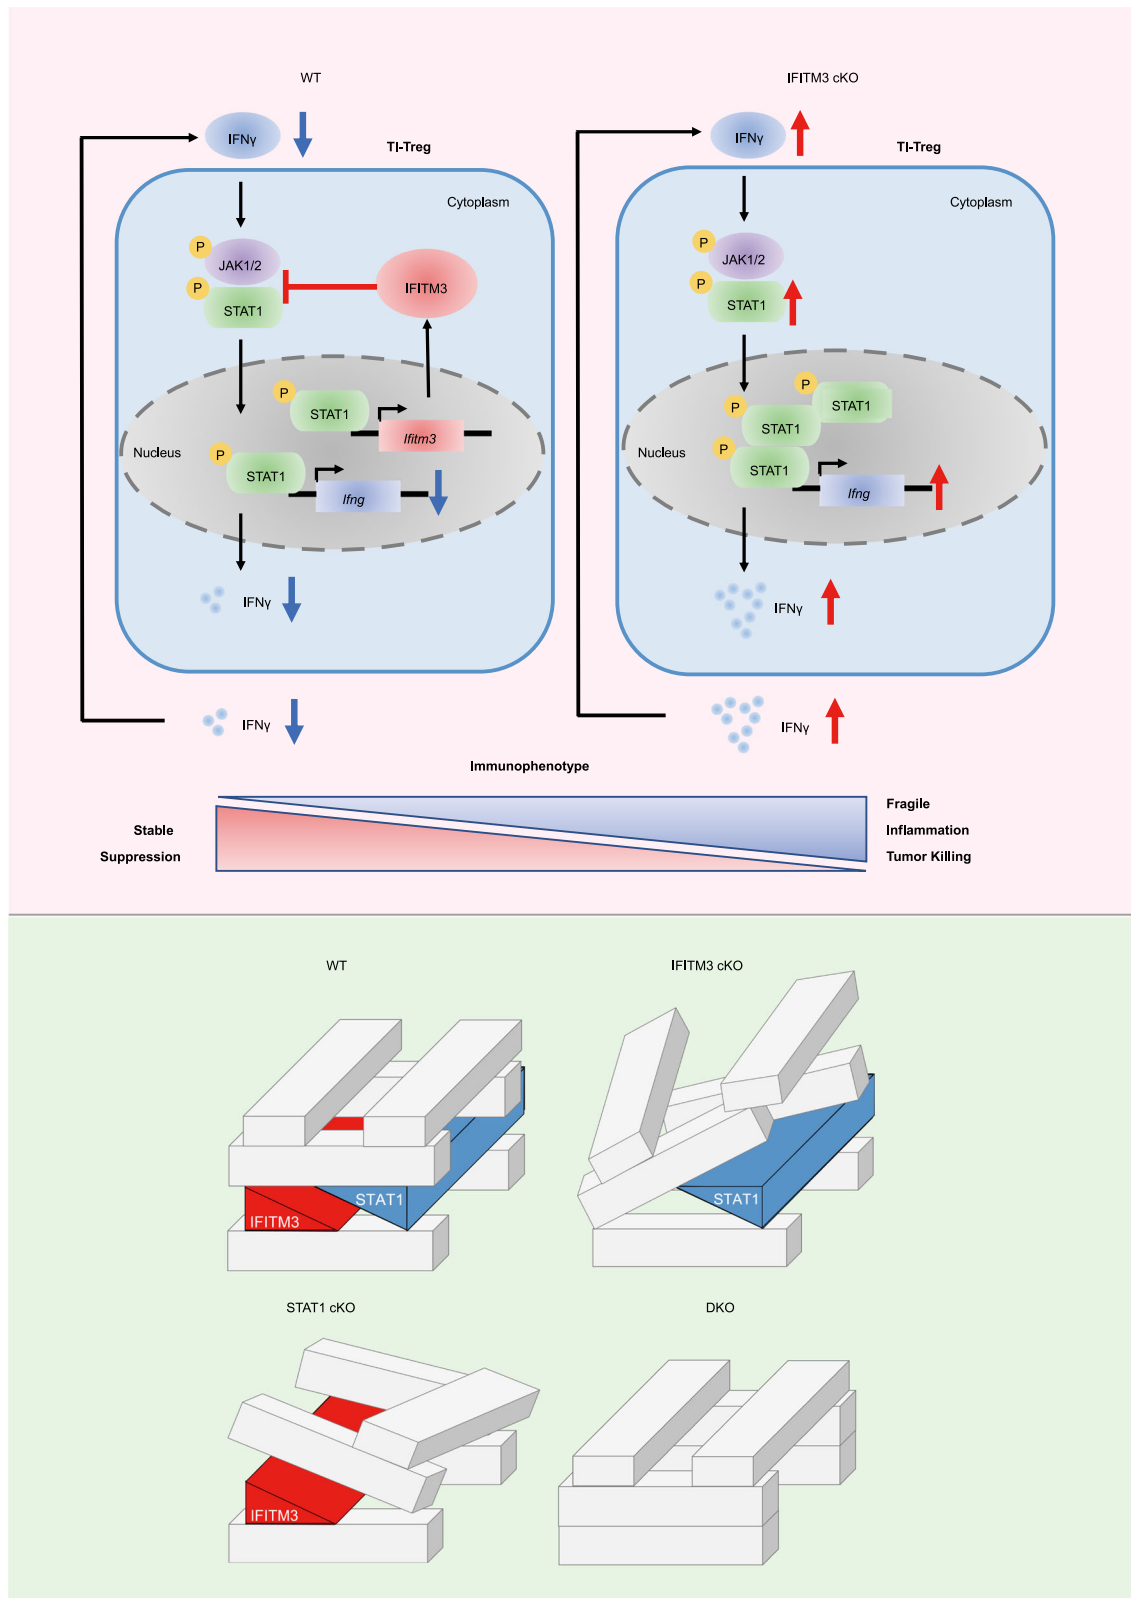 WT
IFNγ
TI-Treg
Cytoplasm
P
JAK1/2
P
STAT1
IFITM3
P
STAT1
Ifitm3
Nucleus
P
STAT1
Ifng
IFNγ
IFNγ
IFITM3 cKO
IFNγ
TI-Treg
Cytoplasm
P
JAK1/2
P
STAT1
P
STAT1
P
STAT1
Nucleus
P
STAT1
Ifng
IFNγ
IFNγ
Immunophenotype
Stable
Suppression
Fragile
Inflammation
Tumor Killing
WT
STAT1
IFITM3
IFITM3 cKO
STAT1
STAT1 cKO
IFITM3
DKO